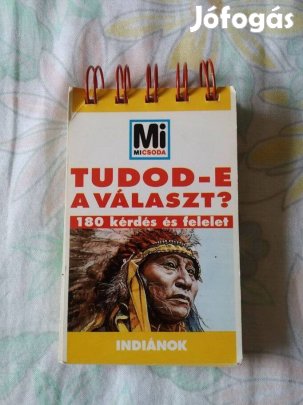 Jófogás
Mi
MICSODA
TUDOD-E
A VÁLASZT?
180 kérdés és felelet
INDIÁNOK